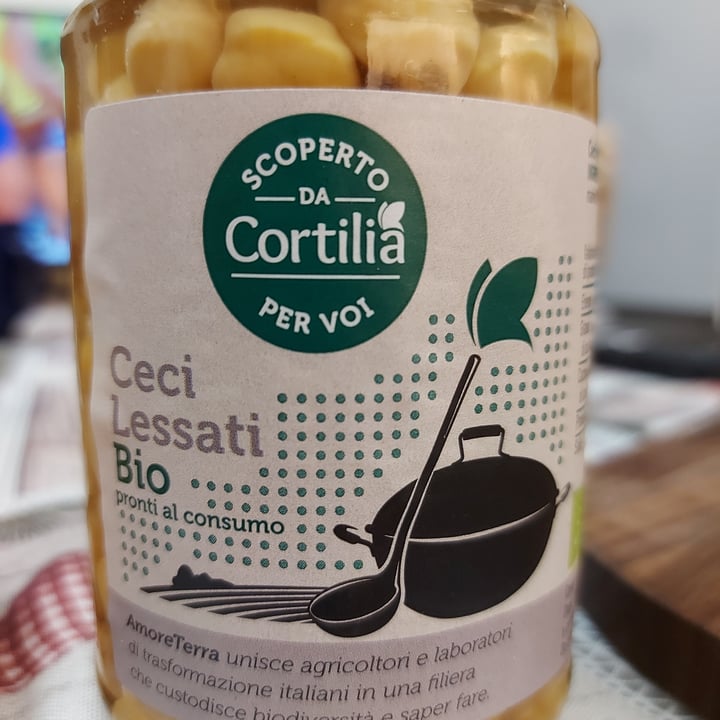 SCOPERTO
DA
Cortilia
PER VOI
Ceci
Lessati
Bio
pronti al consumo
AmoreTerra unisce agricoltori e laboratori
di trasformazione italiani in una filiera
che custodisce biodiversità e saper fare.